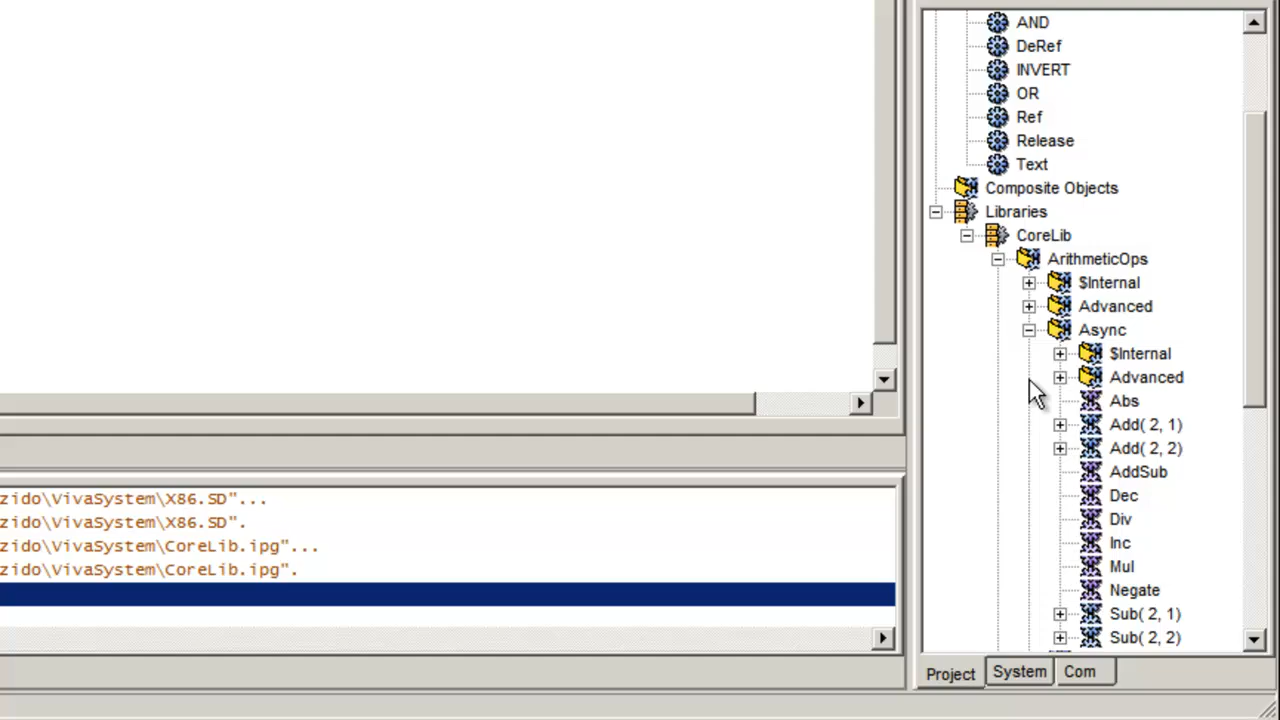 AND
DeRef
INVERT
OR
Ref
Release
Text
Composite Objects
Libraries
CoreLib
ArithmeticOps
$Internal
Advanced
Async
$Internal
Advanced
Abs
Add( 2, 1)
Add( 2, 2)
AddSub
Dec
Div
Inc
Mul
Negate
Sub( 2, 1)
Sub( 2, 2)
zido\VivaSystem\X86.SD"...
zido\VivaSystem\X86.SD".
zido\VivaSystem\CoreLib.ipg"...
zido\VivaSystem\CoreLib.ipg".
Project System Com